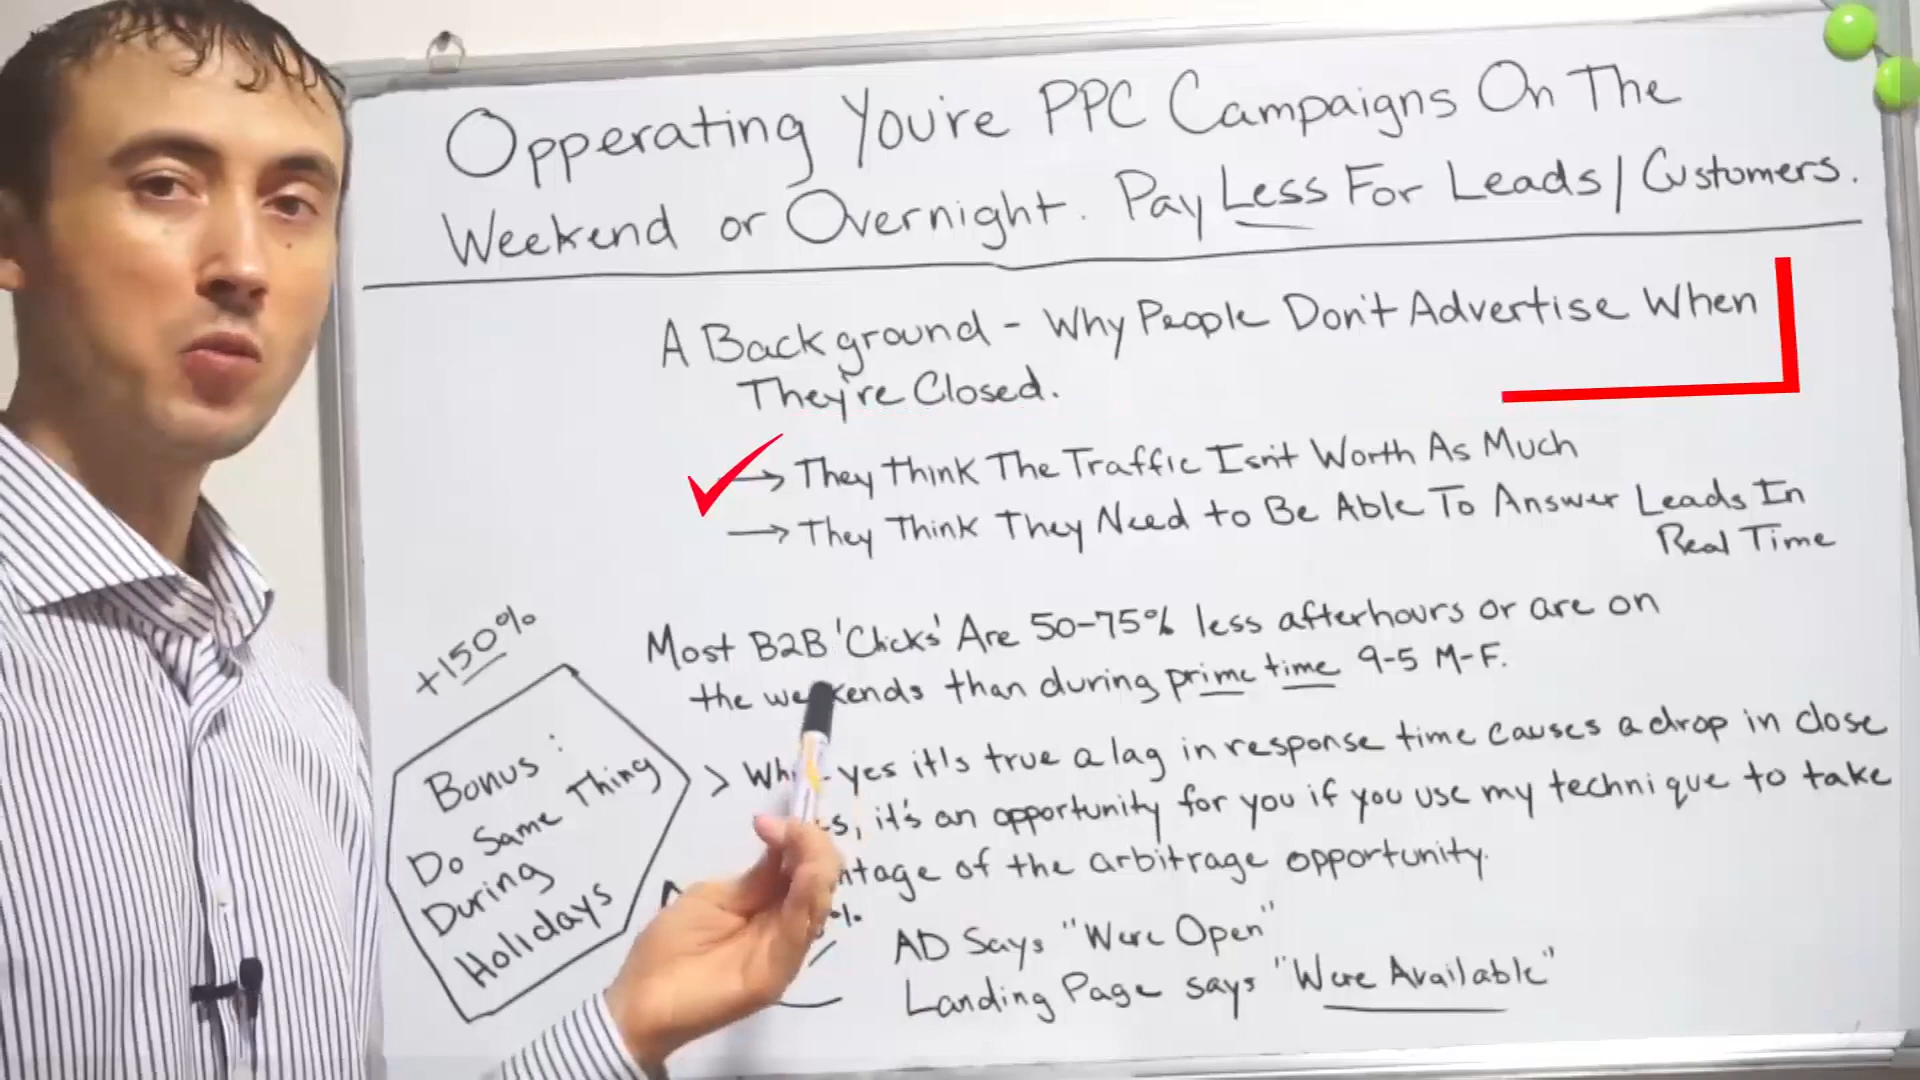 Opperating You're PPC Campaigns On The
Weekend or Overnight. Pay Less For Leads/Customers.
A Background - Why People Don't Advertise When
They're Closed.
→ They Think The Traffic Isn't Worth As Much
→ They Think They Need to Be Able To Answer Leads In
Real Time
Most B2B 'Clicks' Are 50-75% less afterhours or are on
the weekends than during prime time 9-5 M-F.
> yes it's true a lag in response time causes a drop in close
it's an opportunity for you if you use my technique to take
of the arbitrage opportunity.
AD Says "We're Open"
Landing Page says "We're Available"
+150%
Bonus:
Do Same Thing
During
Holidays